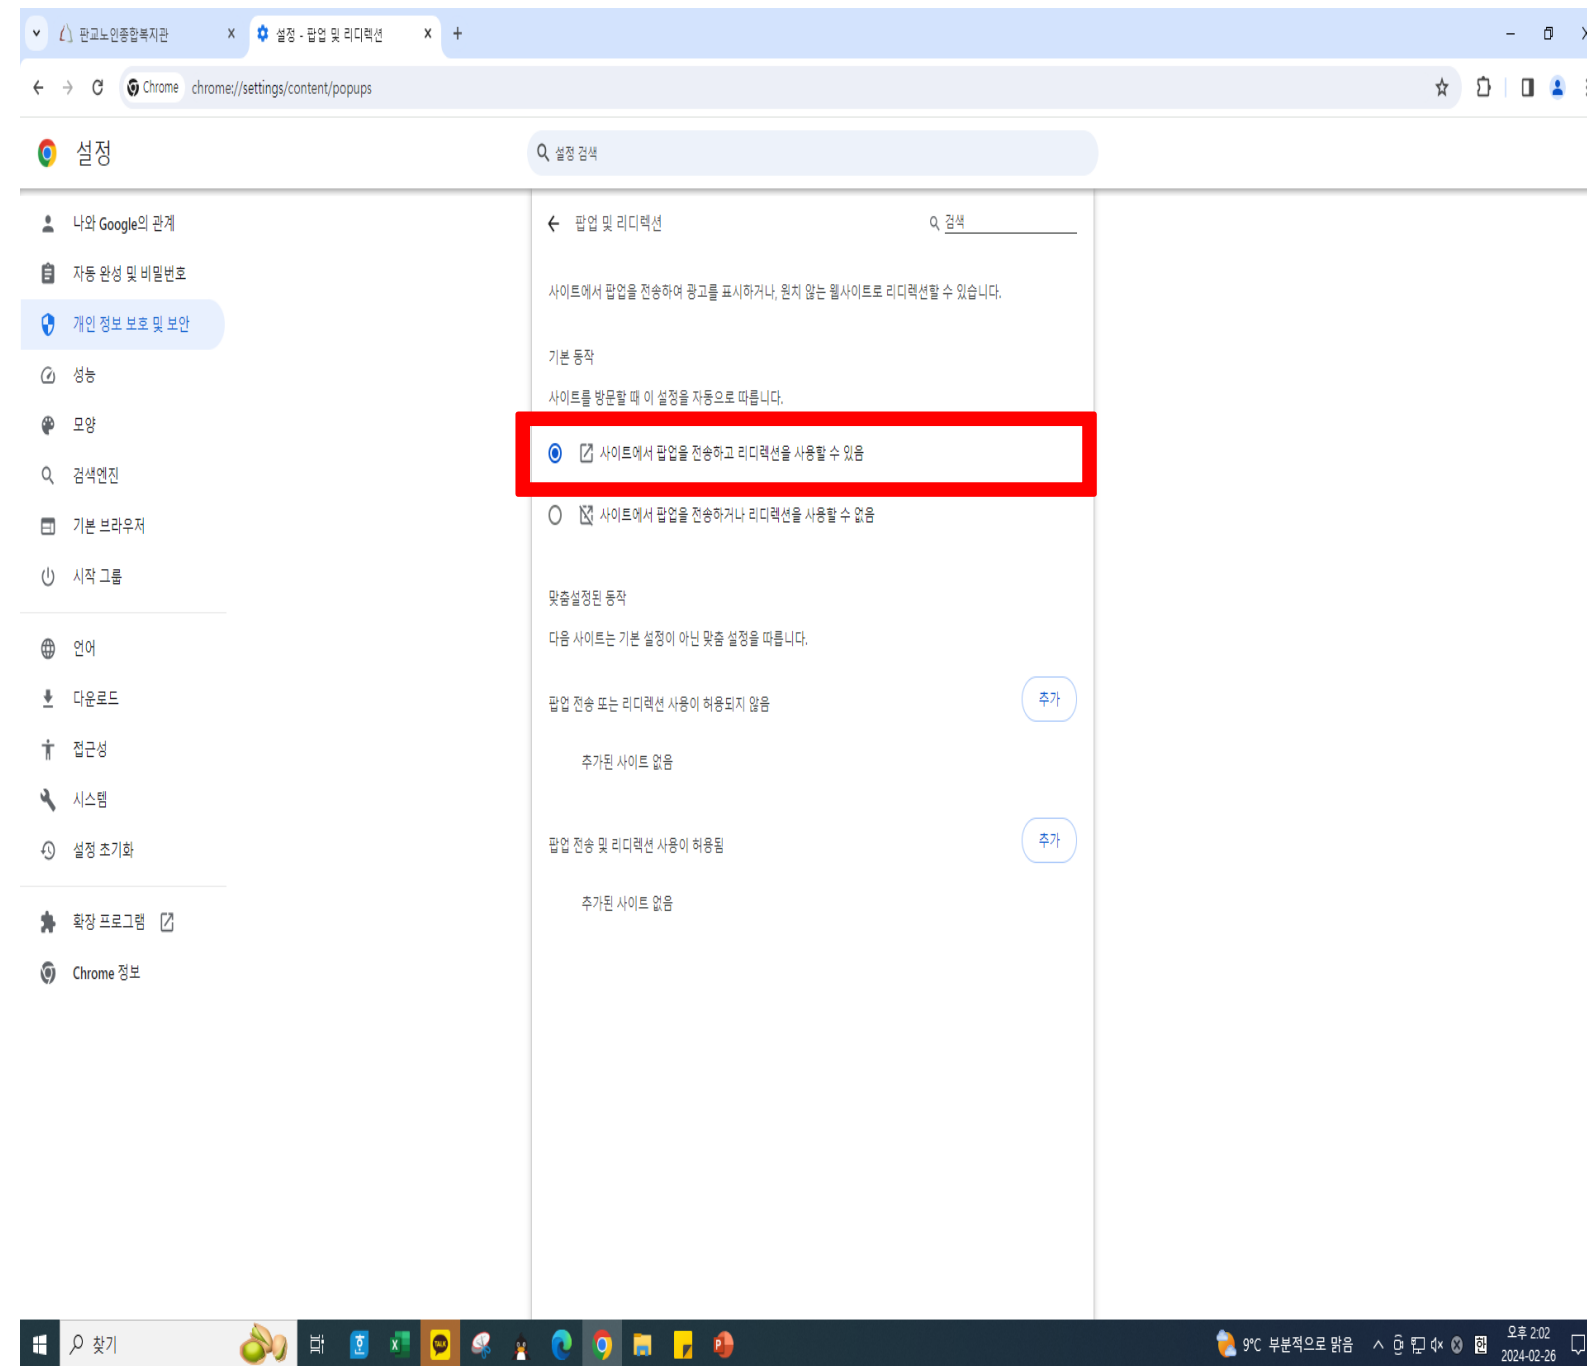 판교노인종합복지관
설정 - 팝업 및 리디렉션
Chrome chrome://settings/content/popups
설정
설정 검색
나와 Google의 관계
자동 완성 및 비밀번호
개인 정보 보호 및 보안
성능
모양
검색엔진
기본 브라우저
시작 그룹
언어
다운로드
접근성
시스템
설정 초기화
확장 프로그램
Chrome 정보
팝업 및 리디렉션
검색
사이트에서 팝업을 전송하여 광고를 표시하거나, 원치 않는 웹사이트로 리디렉션할 수 있습니다.
기본 동작
사이트를 방문할 때 이 설정을 자동으로 따릅니다.
사이트에서 팝업을 전송하고 리디렉션을 사용할 수 있음
사이트에서 팝업을 전송하거나 리디렉션을 사용할 수 없음
맞춤설정된 동작
다음 사이트는 기본 설정이 아닌 맞춤 설정을 따릅니다.
팝업 전송 또는 리디렉션 사용이 허용되지 않음
추가
추가된 사이트 없음
팝업 전송 및 리디렉션 사용이 허용됨
추가
추가된 사이트 없음
찾기
TALK
9°C 부분적으로 맑음
한
오후 2:02
2024-02-26